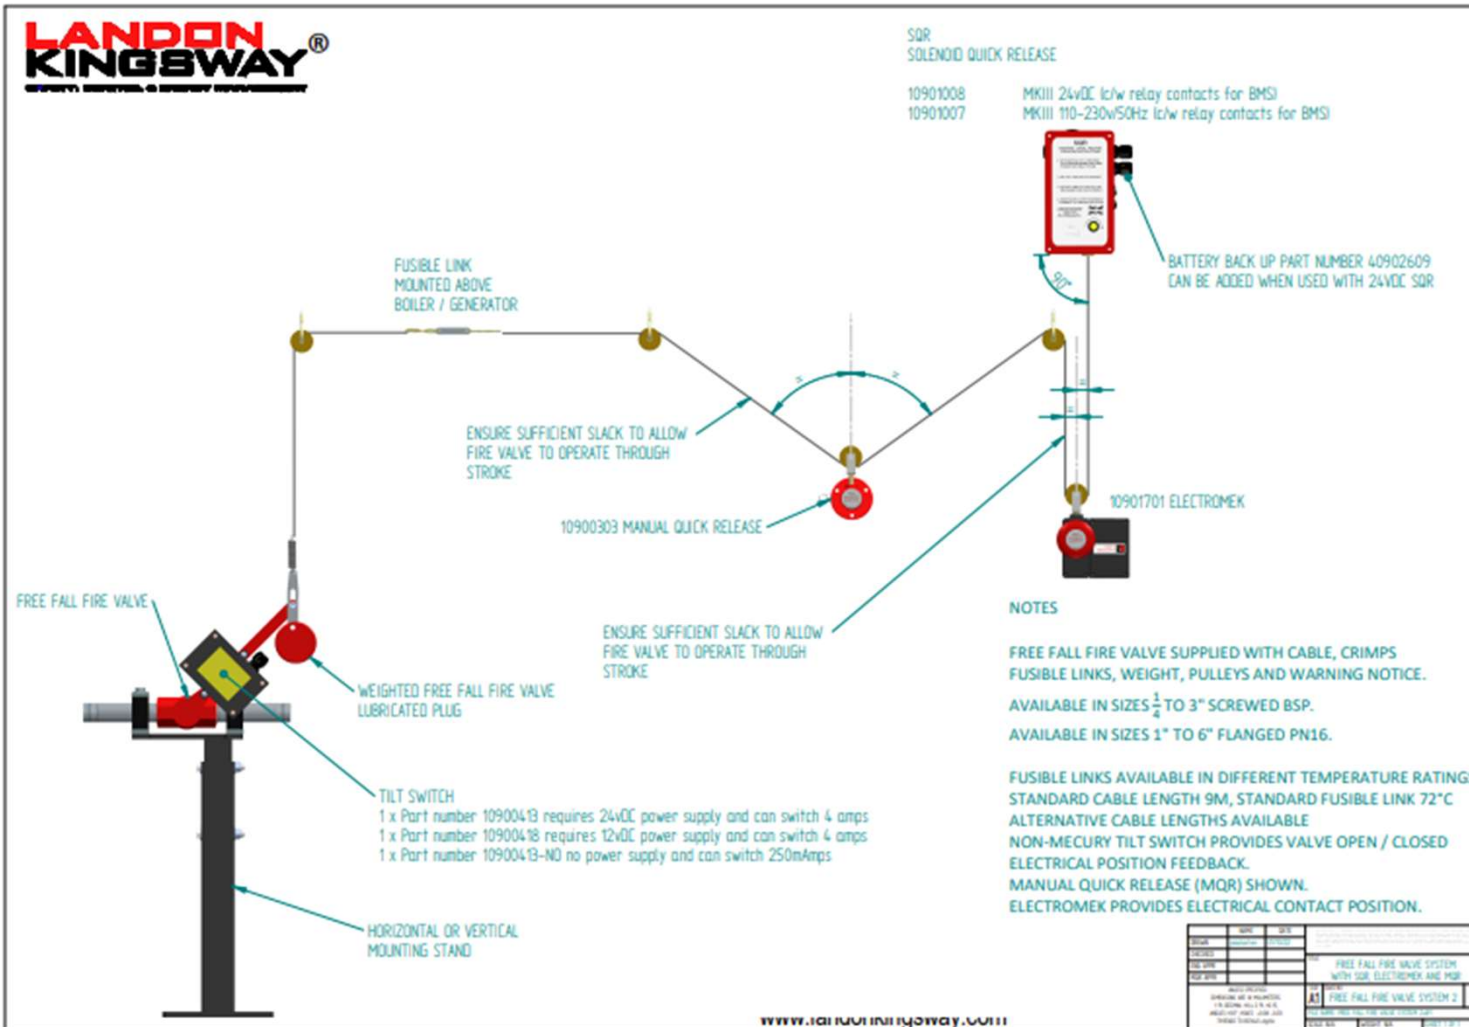 LANDON
KINGSWAY®
SQR
SOLENOID QUICK RELEASE
10901008 MKIII 24vDC (c/w relay contacts for BMS)
10901007 MKIII 110-230v/50Hz (c/w relay contacts for BMS)
BATTERY BACK UP PART NUMBER 40902609
CAN BE ADDED WHEN USED WITH 24VDC SQR
90°
FUSIBLE LINK
MOUNTED ABOVE
BOILER / GENERATOR
ENSURE SUFFICIENT SLACK TO ALLOW
FIRE VALVE TO OPERATE THROUGH
STROKE
10900303 MANUAL QUICK RELEASE
10901701 ELECTROMEK
FREE FALL FIRE VALVE
ENSURE SUFFICIENT SLACK TO ALLOW
FIRE VALVE TO OPERATE THROUGH
STROKE
WEIGHTED FREE FALL FIRE VALVE
LUBRICATED PLUG
TILT SWITCH
1 x Part number 10900413 requires 24vDC power supply and can switch 4 amps
1 x Part number 10900418 requires 12vDC power supply and can switch 4 amps
1 x Part number 10900413-NO no power supply and can switch 250mAmps
HORIZONTAL OR VERTICAL
MOUNTING STAND
NOTES
FREE FALL FIRE VALVE SUPPLIED WITH CABLE, CRIMPS
FUSIBLE LINKS, WEIGHT, PULLEYS AND WARNING NOTICE.
AVAILABLE IN SIZES 1/4 TO 3" SCREWED BSP.
AVAILABLE IN SIZES 1" TO 6" FLANGED PN16.
FUSIBLE LINKS AVAILABLE IN DIFFERENT TEMPERATURE RATING
STANDARD CABLE LENGTH 9M, STANDARD FUSIBLE LINK 72°C
ALTERNATIVE CABLE LENGTHS AVAILABLE
NON-MECURY TILT SWITCH PROVIDES VALVE OPEN / CLOSED
ELECTRICAL POSITION FEEDBACK.
MANUAL QUICK RELEASE (MQR) SHOWN.
ELECTROMEK PROVIDES ELECTRICAL CONTACT POSITION.
NAME DATE
DRAWN
CHECKED
FREE FALL FIRE VALVE SYSTEM
WITH SQR, ELECTROMEK AND MQR
A3 FREE FALL FIRE VALVE SYSTEM 2
www.landonkingsway.com